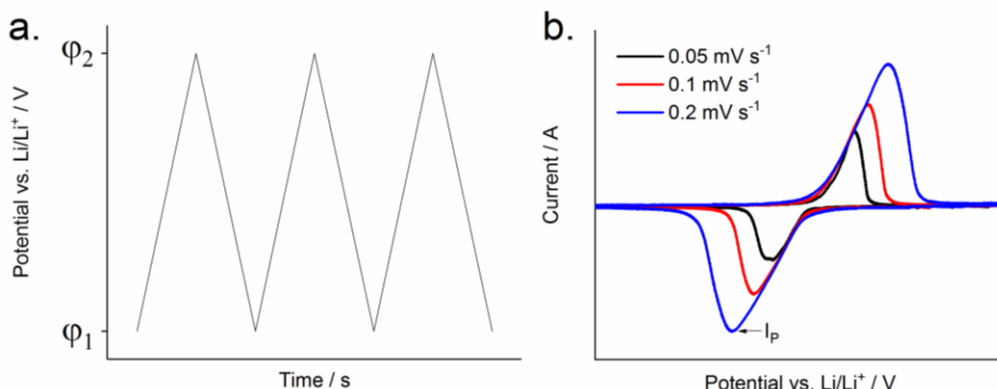 a.
φ2
Potential vs. Li/Li⁺ / V
φ1
Time / s
b.
0.05 mV s⁻¹
0.1 mV s⁻¹
0.2 mV s⁻¹
Current / A
I_P
Potential vs. Li/Li⁺ / V